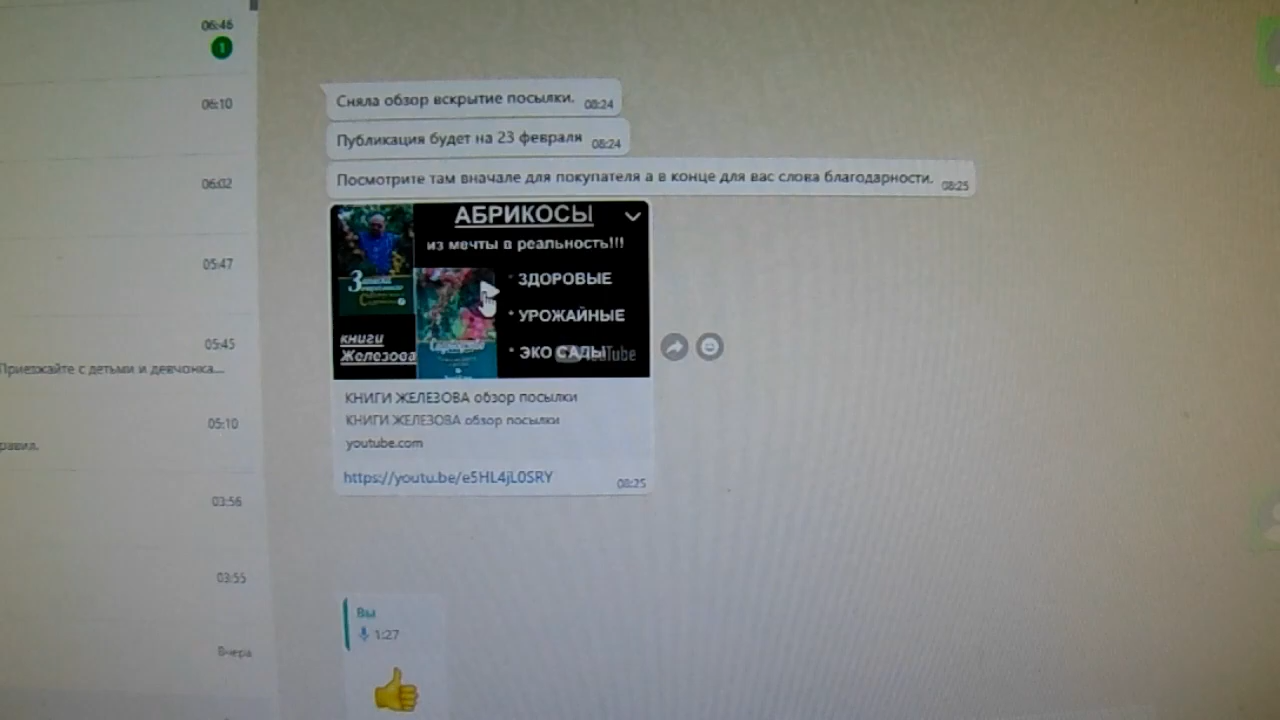 06:46
1
06:10
06:02
05:47
05:45
Приезжайте с детьми и девчонка...
05:10
равил.
03:56
03:55
Вчера
Сняла обзор вскрытие посылки. 08:24
Публикация будет на 23 февраля 08:24
Посмотрите там вначале для покупателя а в конце для вас слова благодарности. 08:25
АБРИКОСЫ
из мечты в реальность!!!
* ЗДОРОВЫЕ
* УРОЖАЙНЫЕ
* ЭКО САДЫ
YouTube
Записки
книги
Железова
КНИГИ ЖЕЛЕЗОВА обзор посылки
КНИГИ ЖЕЛЕЗОВА обзор посылки
youtube.com
https://youtu.be/e5HL4jL0SRY 08:25
Вы
1:27